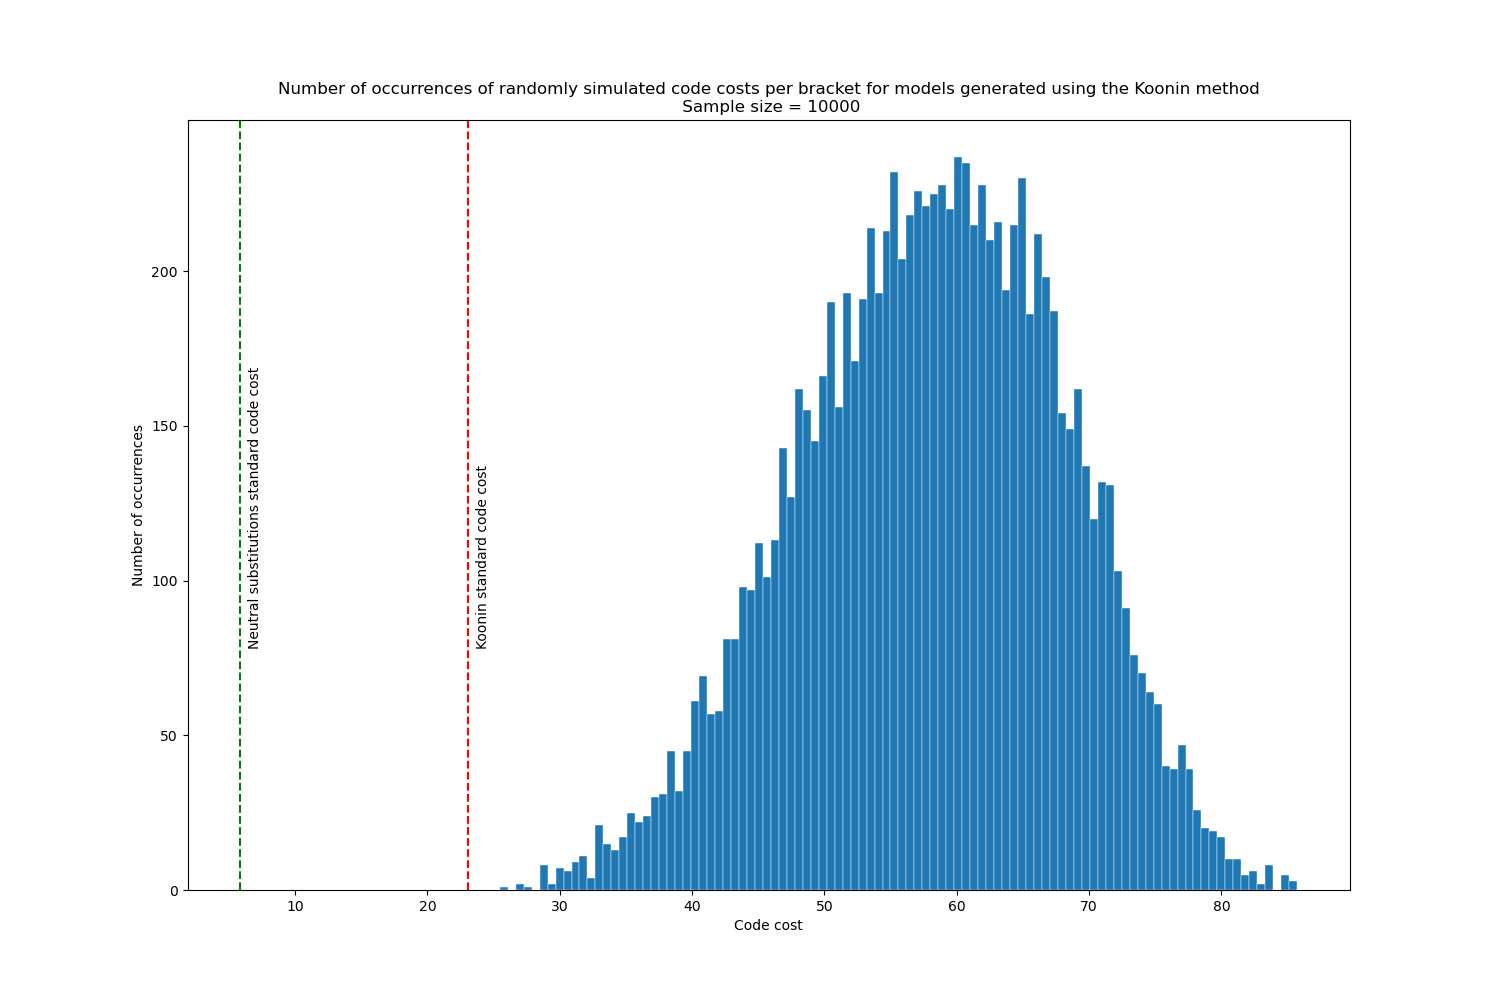 Number of occurrences of randomly simulated code costs per bracket for models generated using the Koonin method
Sample size = 10000
Number of occurrences
200
150
100
50
0
Neutral substitutions standard code cost
Koonin standard code cost
10
20
30
40
50
60
70
80
Code cost